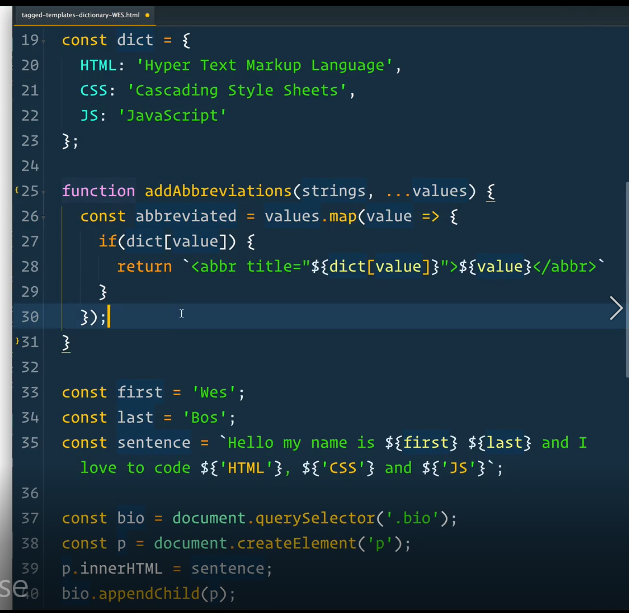 tagged-templates-dictionary-WES.html
19 const dict = {
20 HTML: 'Hyper Text Markup Language',
21 CSS: 'Cascading Style Sheets',
22 JS: 'JavaScript'
23 };
24
25 function addAbbreviations(strings, ...values) {
26 const abbreviated = values.map(value => {
27 if(dict[value]) {
28 return `<abbr title="${dict[value]}">${value}</abbr>`
29 }
30 });
31 }
32
33 const first = 'Wes';
34 const last = 'Bos';
35 const sentence = `Hello my name is ${first} ${last} and I
love to code ${'HTML'}, ${'CSS'} and ${'JS'}`;
36
37 const bio = document.querySelector('.bio');
38 const p = document.createElement('p');
39 p.innerHTML = sentence;
40 bio.appendChild(p);
se